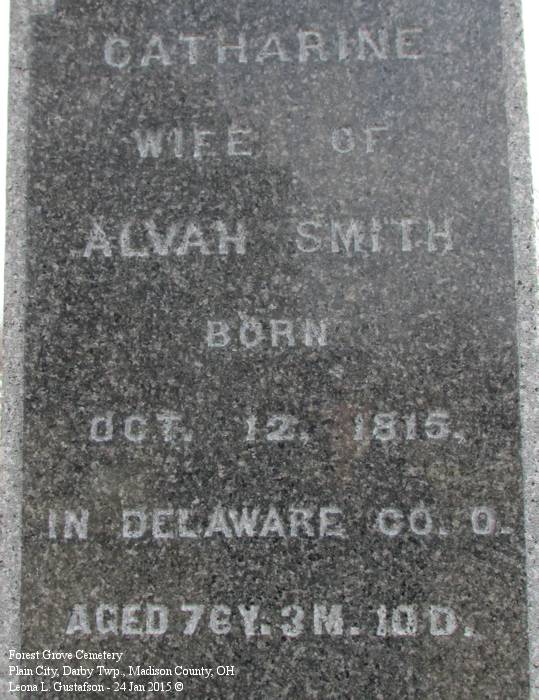 CATHARINE
WIFE OF
ALVAH SMITH
BORN
OCT. 12, 1815.
IN DELAWARE CO. O.
AGED 76Y. 3M. 10D.
Forest Grove Cemetery
Plain City, Darby Twp., Madison County, OH
Leona L. Gustafson - 24 Jan 2015 ©